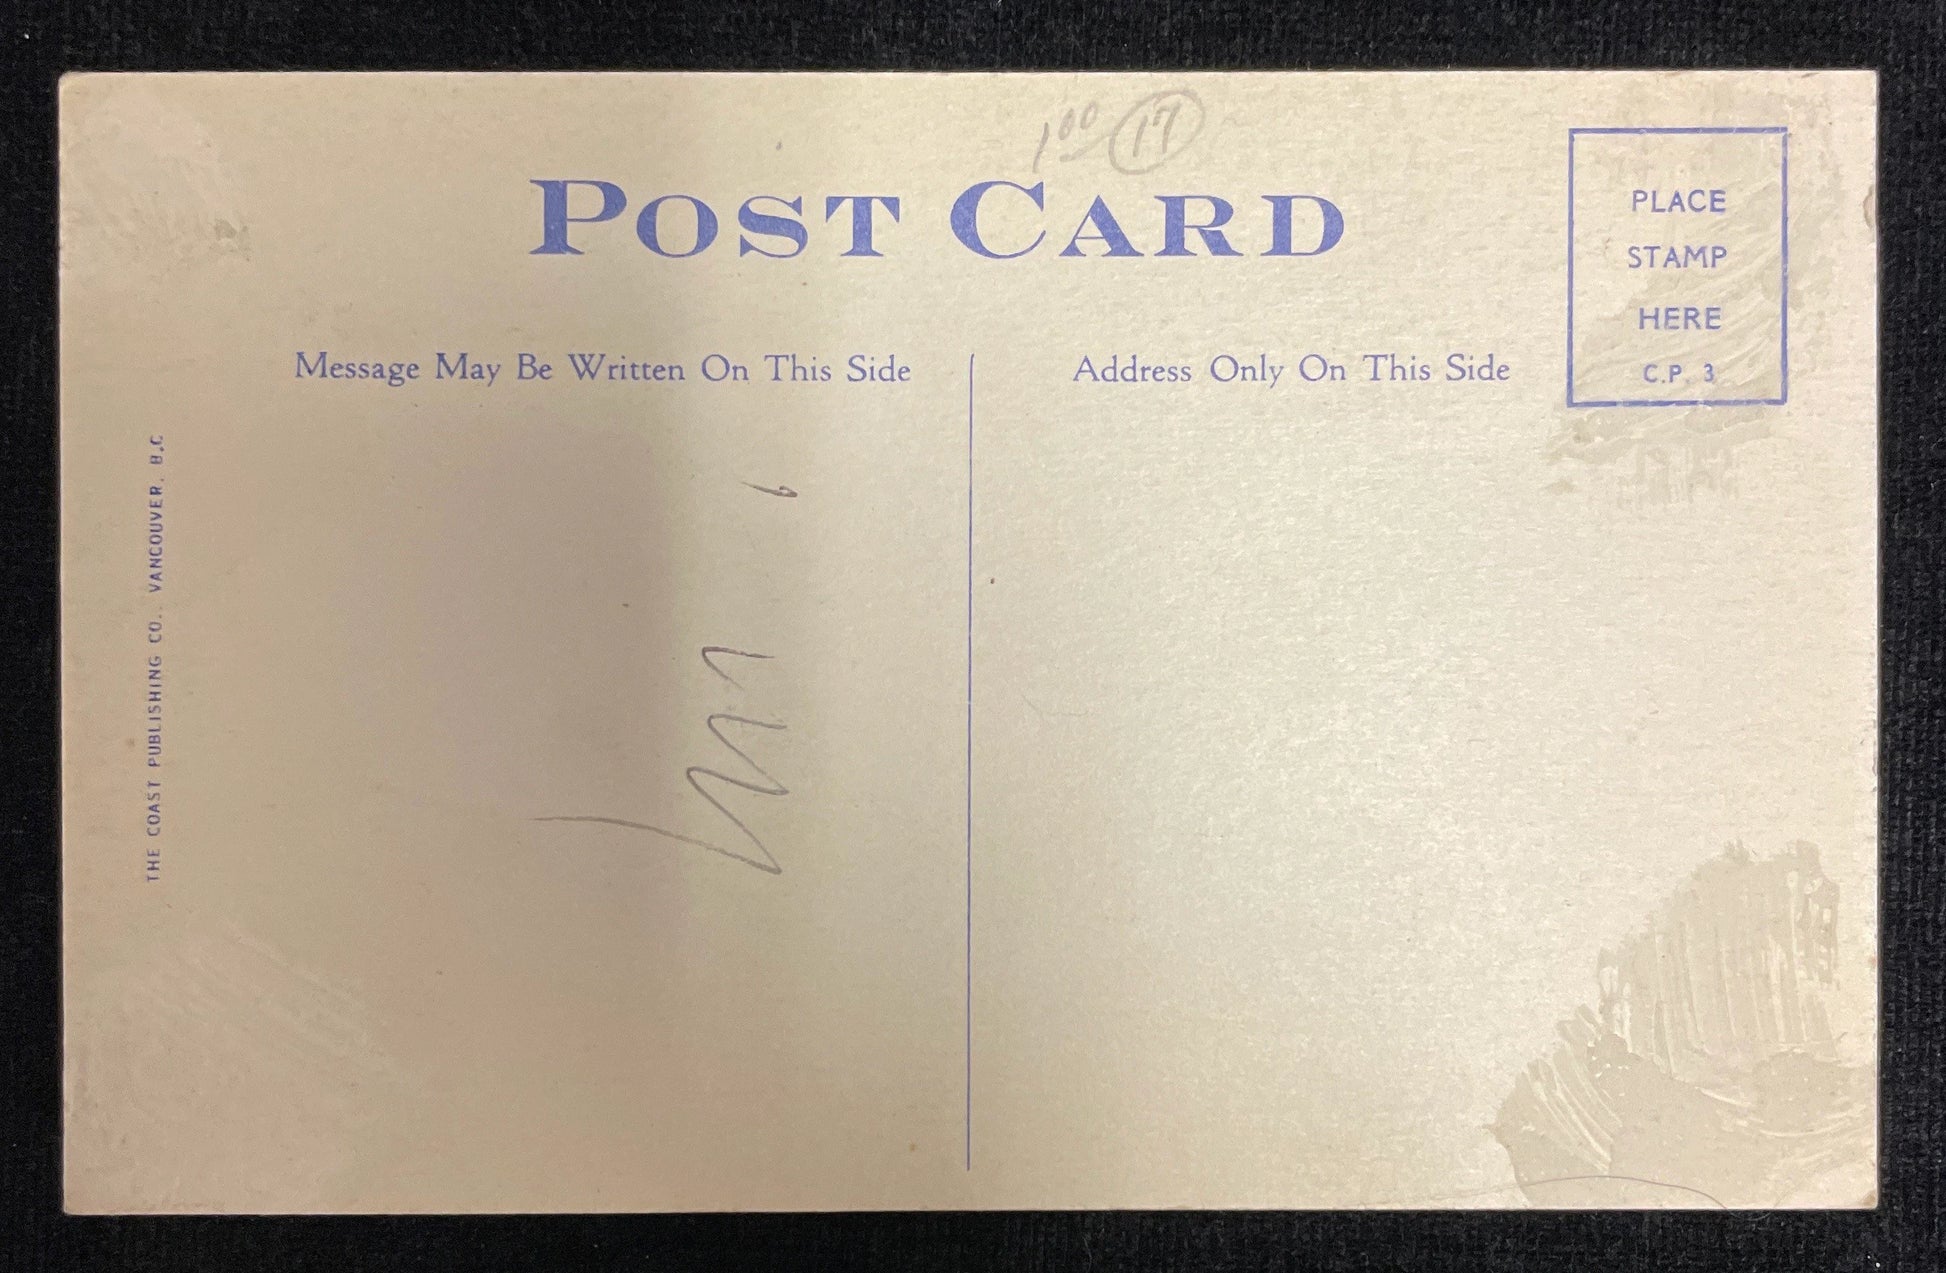 1⁰⁰ 17
POST CARD
PLACE
STAMP
HERE
C.P. 3
Message May Be Written On This Side
Address Only On This Side
THE COAST PUBLISHING CO., VANCOUVER, B.C